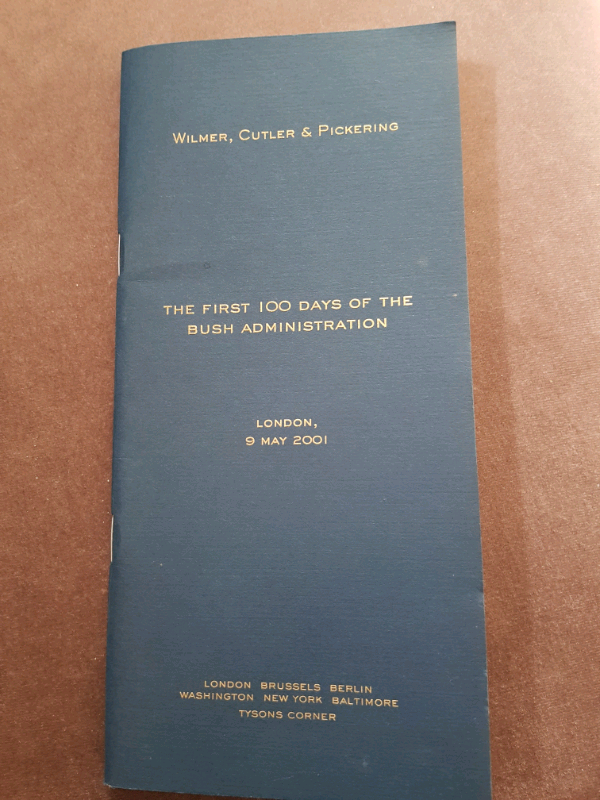 WILMER, CUTLER & PICKERING
THE FIRST 100 DAYS OF THE
BUSH ADMINISTRATION
LONDON,
9 MAY 2001
LONDON BRUSSELS BERLIN
WASHINGTON NEW YORK BALTIMORE
TYSONS CORNER